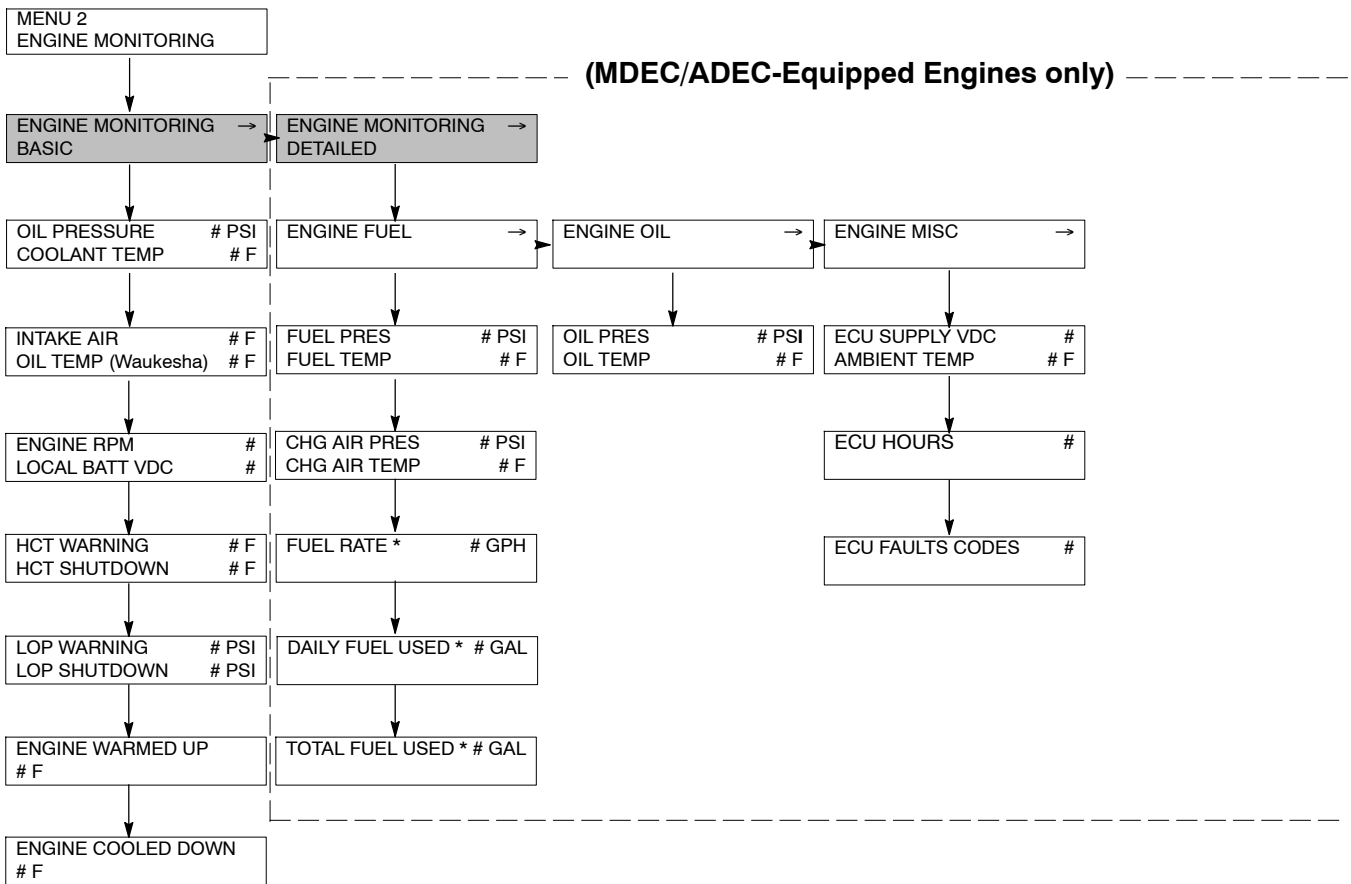 MENU 2
ENGINE MONITORING
(MDEC/ADEC-Equipped Engines only)
ENGINE MONITORING →
BASIC
ENGINE MONITORING →
DETAILED
OIL PRESSURE # PSI
COOLANT TEMP # F
ENGINE FUEL →
ENGINE OIL →
ENGINE MISC →
INTAKE AIR # F
OIL TEMP (Waukesha) # F
FUEL PRES # PSI
FUEL TEMP # F
OIL PRES # PSI
OIL TEMP # F
ECU SUPPLY VDC #
AMBIENT TEMP # F
ENGINE RPM #
LOCAL BATT VDC #
CHG AIR PRES # PSI
CHG AIR TEMP # F
ECU HOURS #
HCT WARNING # F
HCT SHUTDOWN # F
FUEL RATE * # GPH
ECU FAULTS CODES #
LOP WARNING # PSI
LOP SHUTDOWN # PSI
DAILY FUEL USED * # GAL
ENGINE WARMED UP
# F
TOTAL FUEL USED * # GAL
ENGINE COOLED DOWN
# F